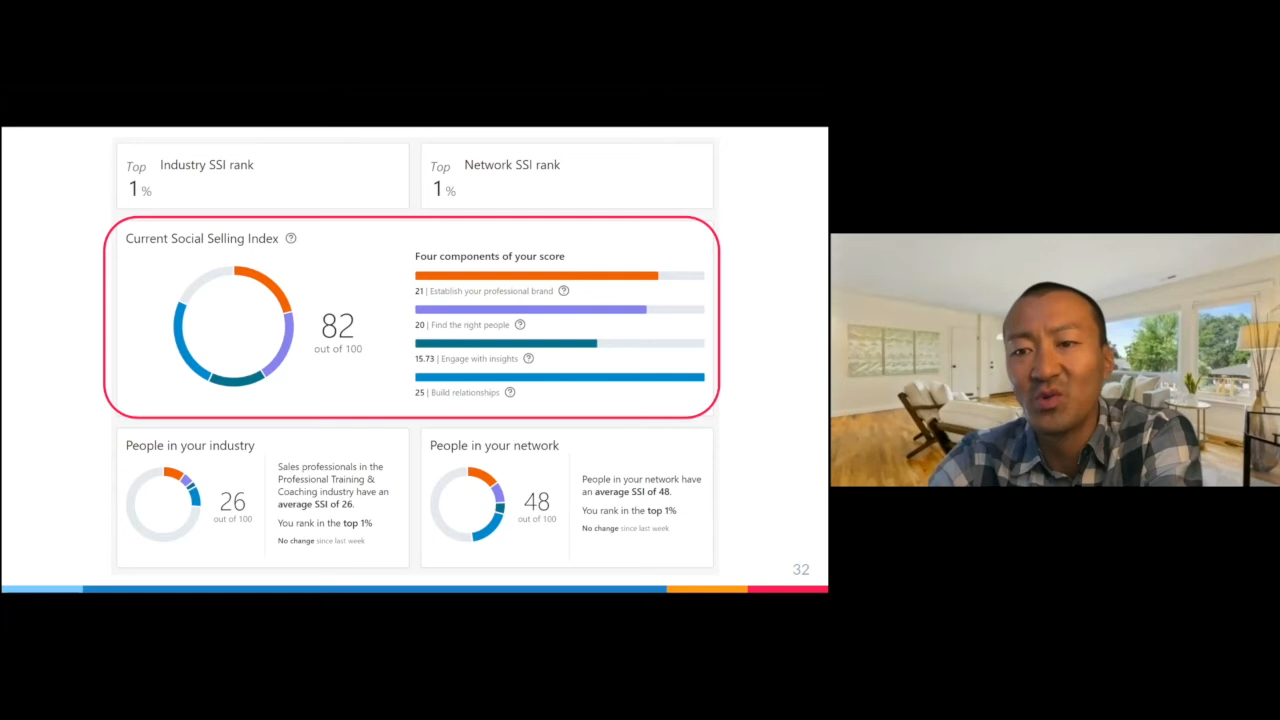 Top Industry SSI rank
1 %
Top Network SSI rank
1 %
Current Social Selling Index ?
82
out of 100
Four components of your score
21 | Establish your professional brand ?
20 | Find the right people ?
15.73 | Engage with insights ?
25 | Build relationships ?
People in your industry
26
out of 100
Sales professionals in the
Professional Training &
Coaching industry have an
average SSI of 26.
You rank in the top 1%
No change since last week
People in your network
48
out of 100
People in your network have
an average SSI of 48.
You rank in the top 1%
No change since last week
32